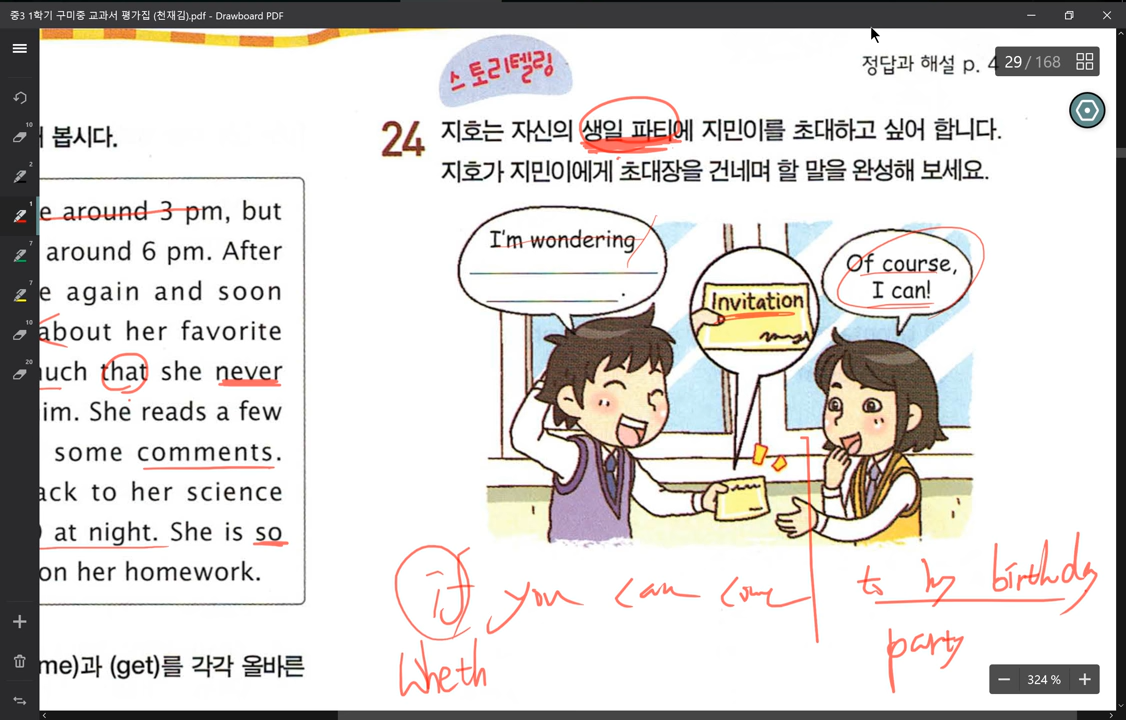 중3 1학기 구미중 교과서 평가집 (천재김).pdf - Drawboard PDF
29 / 168
정답과 해설 p. 4
스토리텔링
봅시다.
e around 3 pm, but
around 6 pm. After
e again and soon
about her favorite
uch that she never
im. She reads a few
some comments.
ack to her science
at night. She is so
on her homework.
me)과 (get)를 각각 올바른
24 지호는 자신의 생일 파티에 지민이를 초대하고 싶어 합니다.
지호가 지민이에게 초대장을 건네며 할 말을 완성해 보세요.
I'm wondering
.
Invitation
Of course,
I can!
if you can come to my birthday
Wheth party
10
2
1
7
7
10
20
324 %